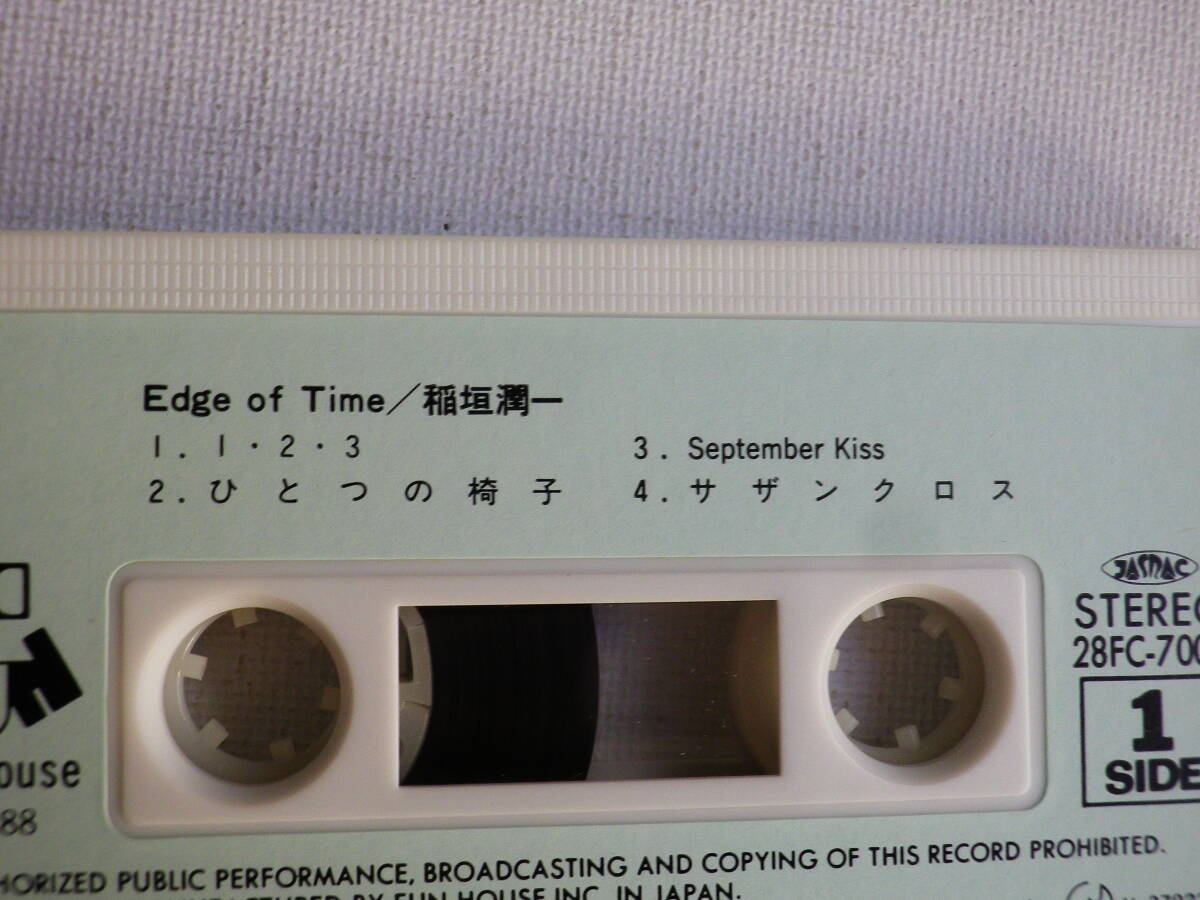 Edge of Time／稲垣潤一
1. 1・2・3
2. ひとつの椅子
3. September Kiss
4. サザンクロス
JASRAC
STEREO
28FC-700
1
SIDE
ouse
88
HORIZED PUBLIC PERFORMANCE, BROADCASTING AND COPYING OF THIS RECORD PROHIBITED.
BY FUN HOUSE INC. IN JAPAN.